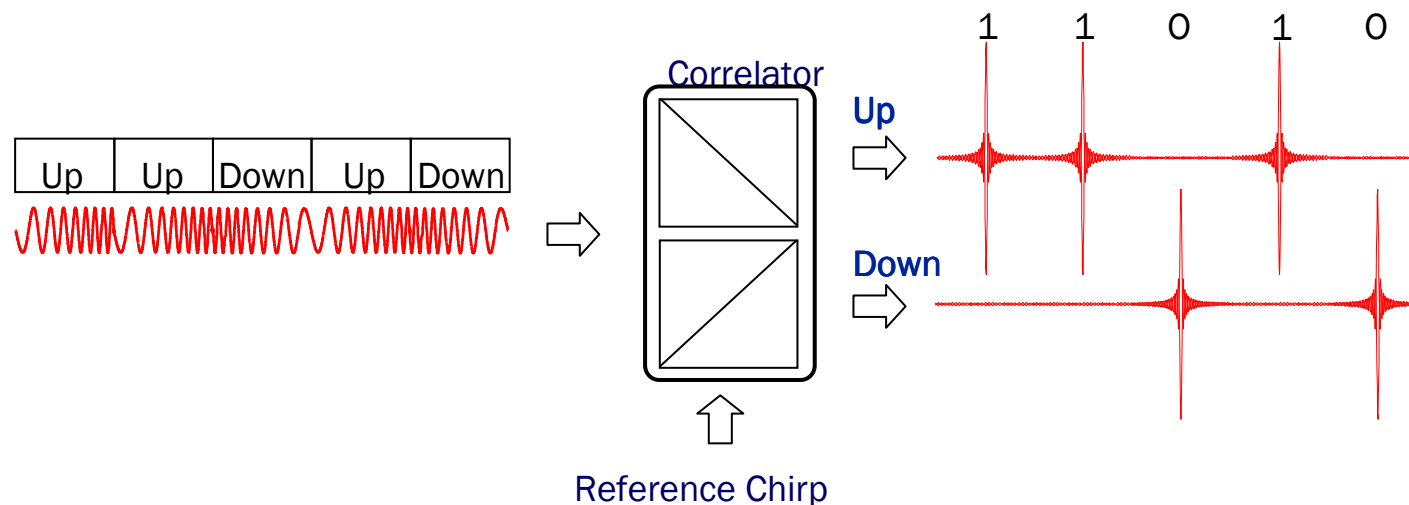 1 1 0 1 0
Correlator
Up
Up Up Down Up Down
Down
Reference Chirp